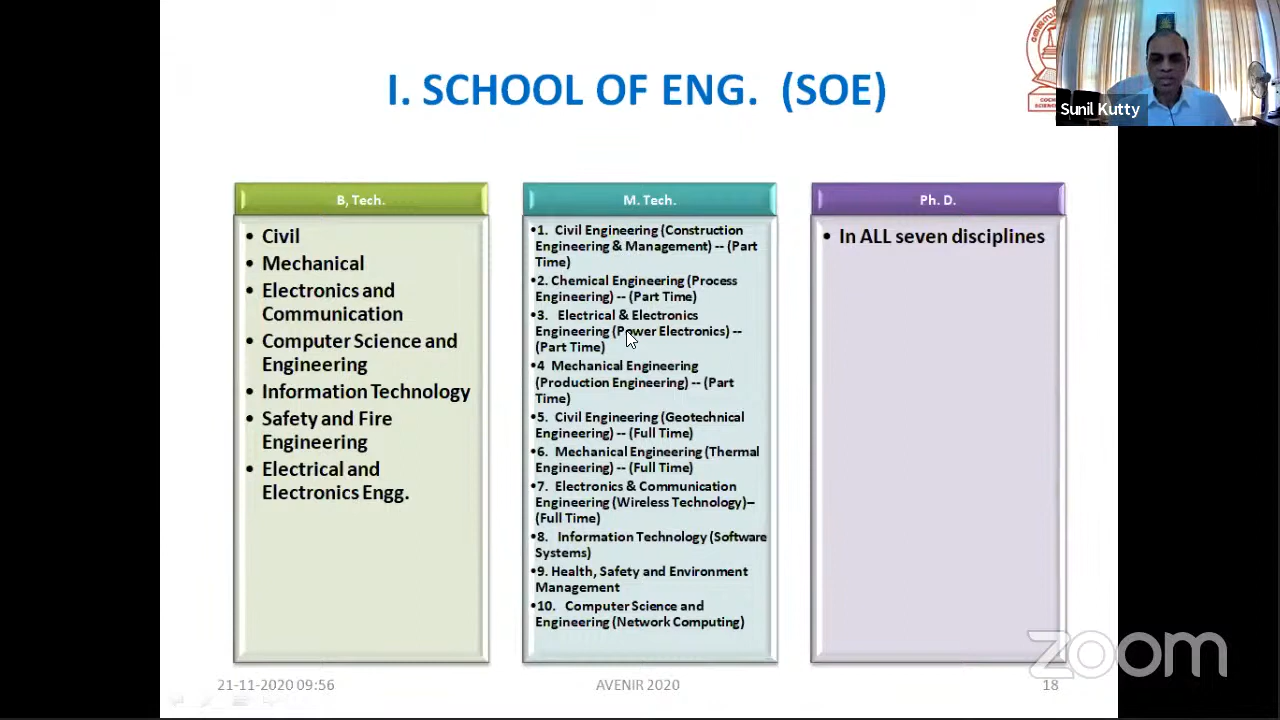 I. SCHOOL OF ENG. (SOE)
Sunil Kutty
B, Tech.
• Civil
• Mechanical
• Electronics and
Communication
• Computer Science and
Engineering
• Information Technology
• Safety and Fire
Engineering
• Electrical and
Electronics Engg.
M. Tech.
•1. Civil Engineering (Construction
Engineering & Management) -- (Part
Time)
•2. Chemical Engineering (Process
Engineering) -- (Part Time)
•3. Electrical & Electronics
Engineering (Power Electronics) --
(Part Time)
•4 Mechanical Engineering
(Production Engineering) -- (Part
Time)
•5. Civil Engineering (Geotechnical
Engineering) -- (Full Time)
•6. Mechanical Engineering (Thermal
Engineering) -- (Full Time)
•7. Electronics & Communication
Engineering (Wireless Technology)–
(Full Time)
•8. Information Technology (Software
Systems)
•9. Health, Safety and Environment
Management
•10. Computer Science and
Engineering (Network Computing)
Ph. D.
• In ALL seven disciplines
zoom
21-11-2020 09:56
AVENIR 2020
18